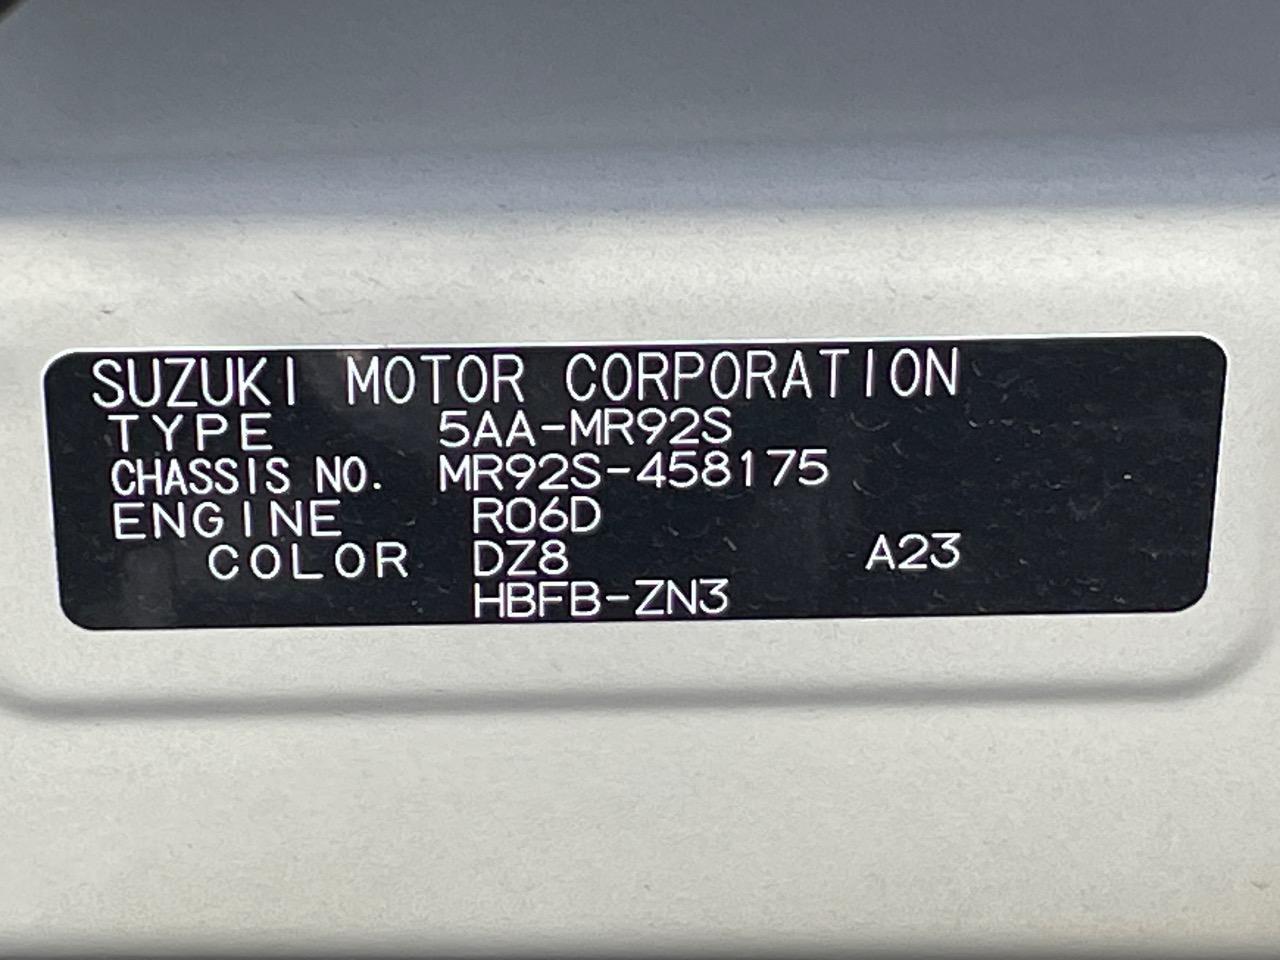 SUZUKI MOTOR CORPORATION
TYPE 5AA-MR92S
CHASSIS NO. MR92S-458175
ENGINE R06D
COLOR DZ8 A23
HBFB-ZN3